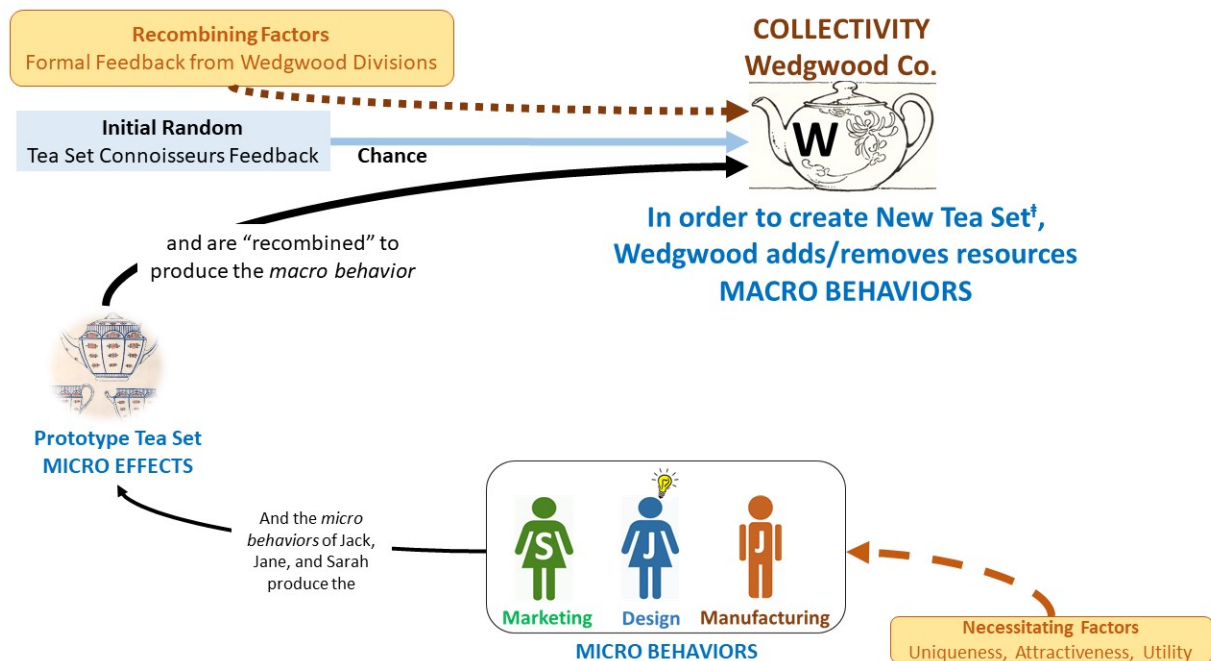 Recombining Factors
Formal Feedback from Wedgwood Divisions
COLLECTIVITY
Wedgwood Co.
W
Initial Random
Tea Set Connoisseurs Feedback
Chance
In order to create New Tea Set‡,
Wedgwood adds/removes resources
MACRO BEHAVIORS
and are “recombined” to
produce the macro behavior
Prototype Tea Set
MICRO EFFECTS
And the micro
behaviors of Jack,
Jane, and Sarah
produce the
S
J
J
Marketing
Design
Manufacturing
MICRO BEHAVIORS
Necessitating Factors
Uniqueness, Attractiveness, Utility